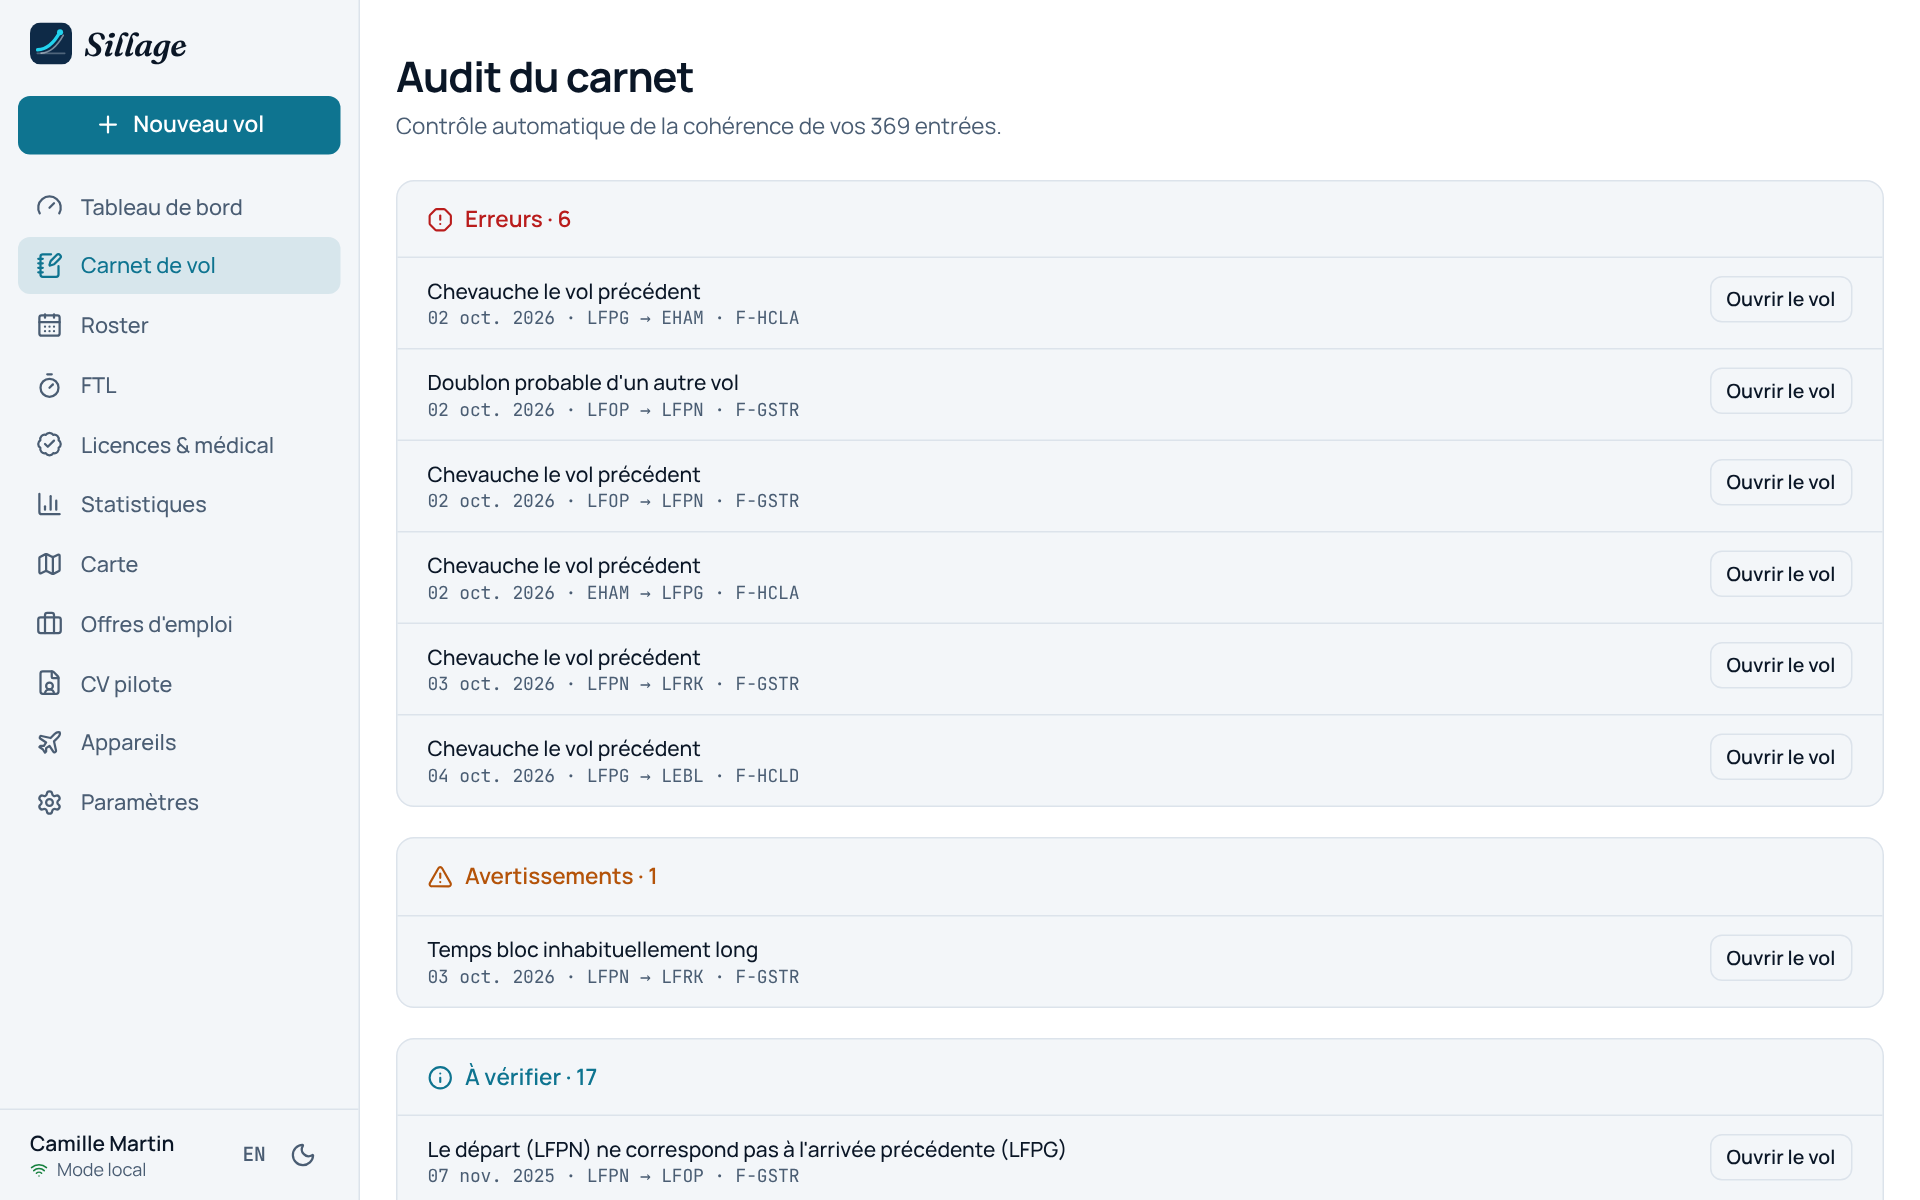 Sillage
Nouveau vol
Tableau de bord
Carnet de vol
Roster
FTL
Licences & médical
Statistiques
Carte
Offres d'emploi
CV pilote
Appareils
Paramètres
Camille Martin
Mode local
EN
Audit du carnet
Contrôle automatique de la cohérence de vos 369 entrées.
Erreurs · 6
Chevauche le vol précédent
02 oct. 2026 · LFPG → EHAM · F-HCLA
Ouvrir le vol
Doublon probable d'un autre vol
02 oct. 2026 · LFOP → LFPN · F-GSTR
Ouvrir le vol
Chevauche le vol précédent
02 oct. 2026 · LFOP → LFPN · F-GSTR
Ouvrir le vol
Chevauche le vol précédent
02 oct. 2026 · EHAM → LFPG · F-HCLA
Ouvrir le vol
Chevauche le vol précédent
03 oct. 2026 · LFPN → LFRK · F-GSTR
Ouvrir le vol
Chevauche le vol précédent
04 oct. 2026 · LFPG → LEBL · F-HCLD
Ouvrir le vol
Avertissements · 1
Temps bloc inhabituellement long
03 oct. 2026 · LFPN → LFRK · F-GSTR
Ouvrir le vol
À vérifier · 17
Le départ (LFPN) ne correspond pas à l'arrivée précédente (LFPG)
07 nov. 2025 · LFPN → LFOP · F-GSTR
Ouvrir le vol